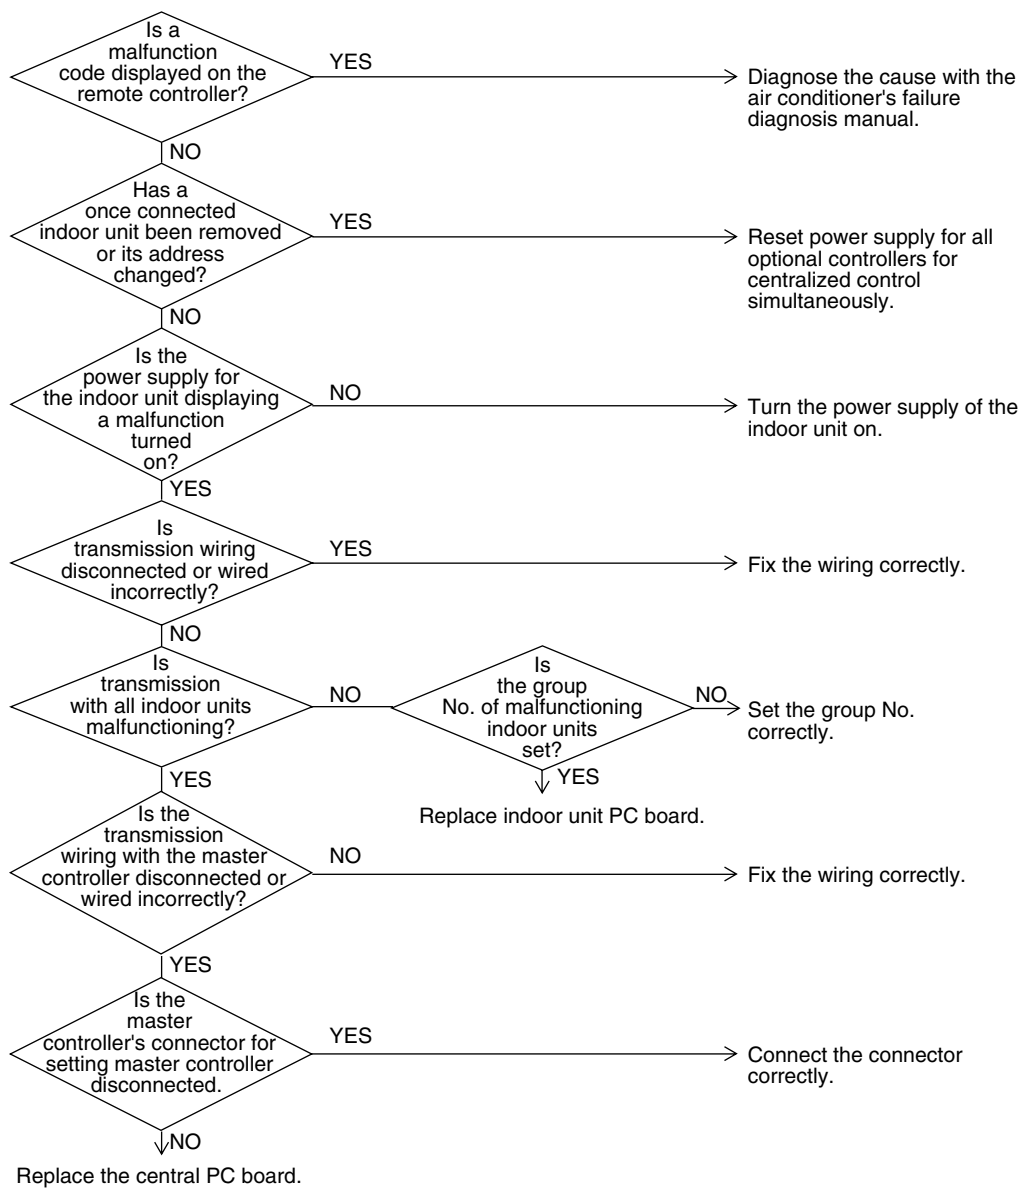 Is a
malfunction
code displayed on the
remote controller?
YES
Diagnose the cause with the
air conditioner's failure
diagnosis manual.
NO
Has a
once connected
indoor unit been removed
or its address
changed?
YES
Reset power supply for all
optional controllers for
centralized control
simultaneously.
NO
Is the
power supply for
the indoor unit displaying
a malfunction
turned
on?
NO
Turn the power supply of the
indoor unit on.
YES
Is
transmission wiring
disconnected or wired
incorrectly?
YES
Fix the wiring correctly.
NO
Is
transmission
with all indoor units
malfunctioning?
NO
Is
the group
No. of malfunctioning
indoor units
set?
NO
Set the group No.
correctly.
YES
Replace indoor unit PC board.
YES
Is the
transmission
wiring with the master
controller disconnected or
wired incorrectly?
NO
Fix the wiring correctly.
YES
Is the
master
controller's connector for
setting master controller
disconnected.
YES
Connect the connector
correctly.
NO
Replace the central PC board.